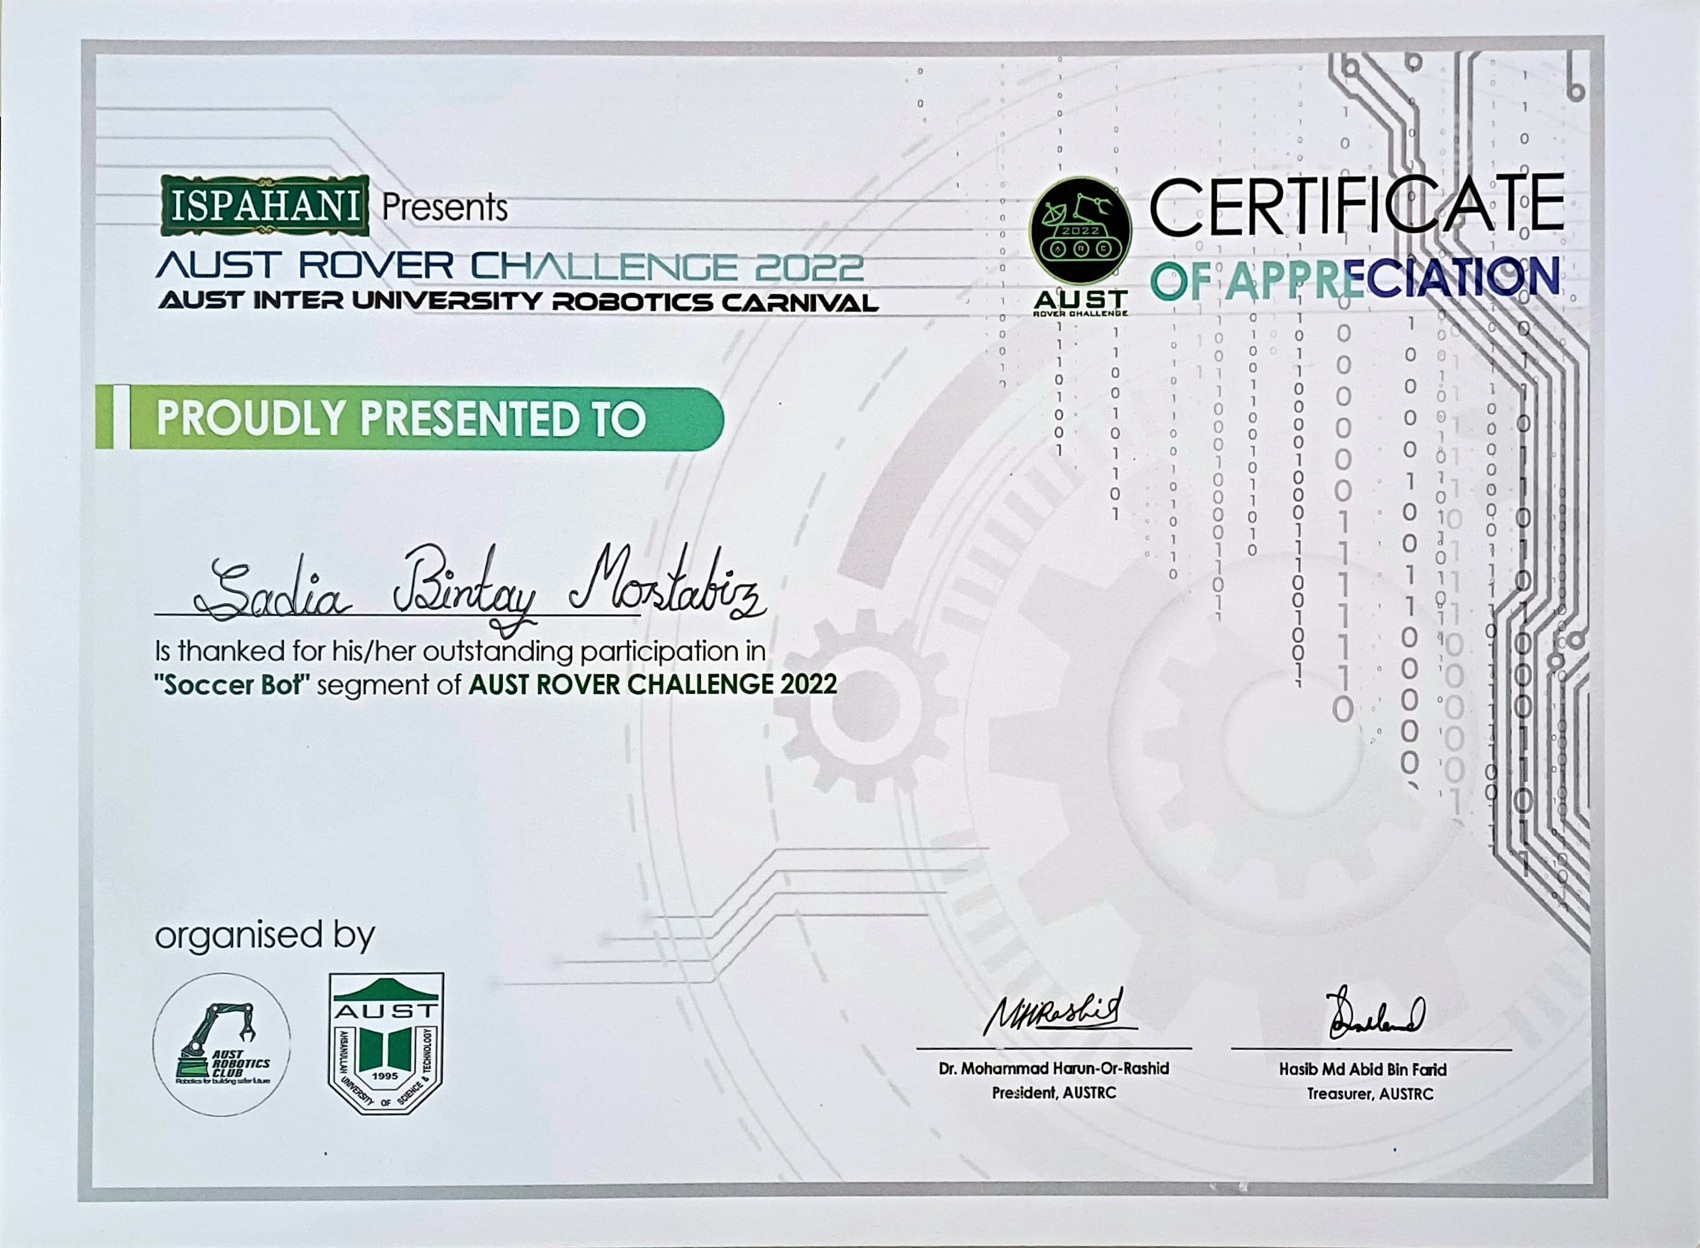 ISPAHANI Presents
AUST ROVER CHALLENGE 2022
AUST INTER UNIVERSITY ROBOTICS CARNIVAL
2022
A R C
AUST
ROVER CHALLENGE
CERTIFICATE
OF APPRECIATION
PROUDLY PRESENTED TO
Sadia Bintay Mostabiz
Is thanked for his/her outstanding participation in
"Soccer Bot" segment of AUST ROVER CHALLENGE 2022
organised by
AUST
ROBOTICS
CLUB
Robotics for building safer future
AUST
1995
AHSANULLAH UNIVERSITY OF SCIENCE & TECHNOLOGY
MHRashid
Dr. Mohammad Harun-Or-Rashid
President, AUSTRC
Hasib Md Abid Bin Farid
Treasurer, AUSTRC